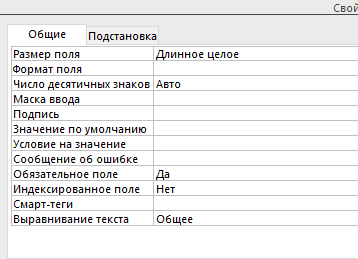 Свой
Общие Подстановка
Размер поля Длинное целое
Формат поля
Число десятичных знаков Авто
Маска ввода
Подпись
Значение по умолчанию
Условие на значение
Сообщение об ошибке
Обязательное поле Да
Индексированное поле Нет
Смарт-теги
Выравнивание текста Общее